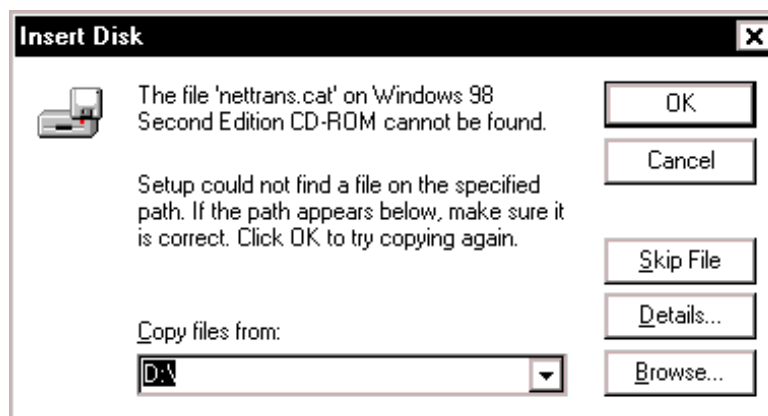 Insert Disk
The file 'nettrans.cat' on Windows 98
Second Edition CD-ROM cannot be found.
Setup could not find a file on the specified
path. If the path appears below, make sure it
is correct. Click OK to try copying again.
Copy files from:
D:\
OK
Cancel
Skip File
Details...
Browse...